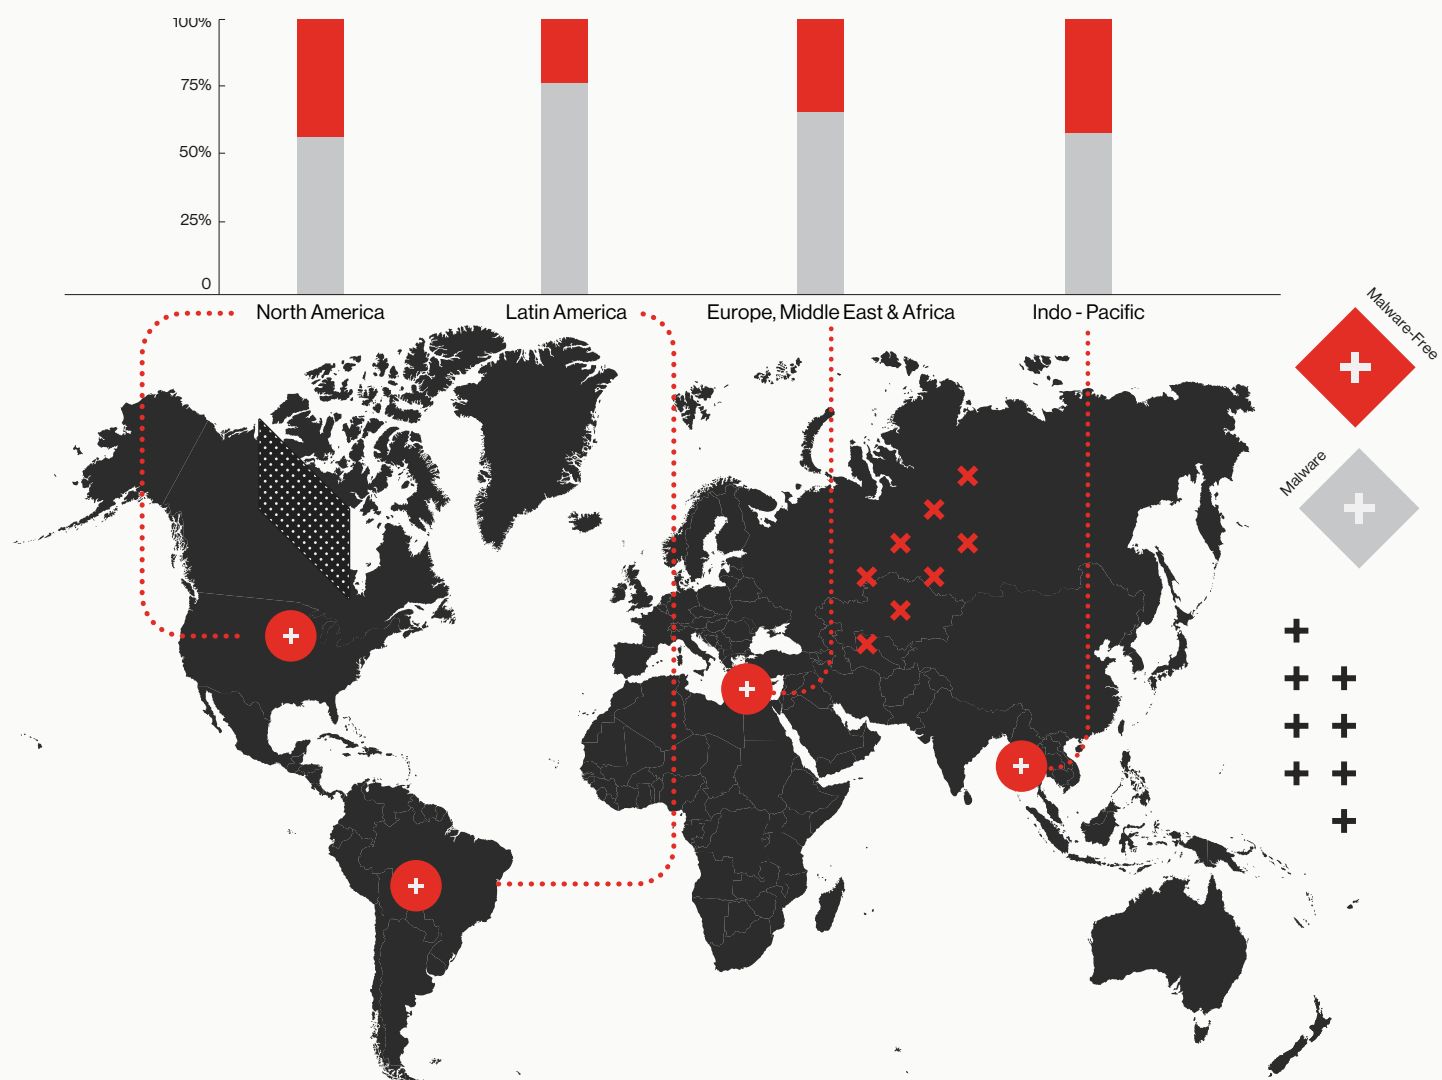 100%
75%
50%
25%
0
North America
Latin America
Europe, Middle East & Africa
Indo - Pacific
Malware-Free
Malware